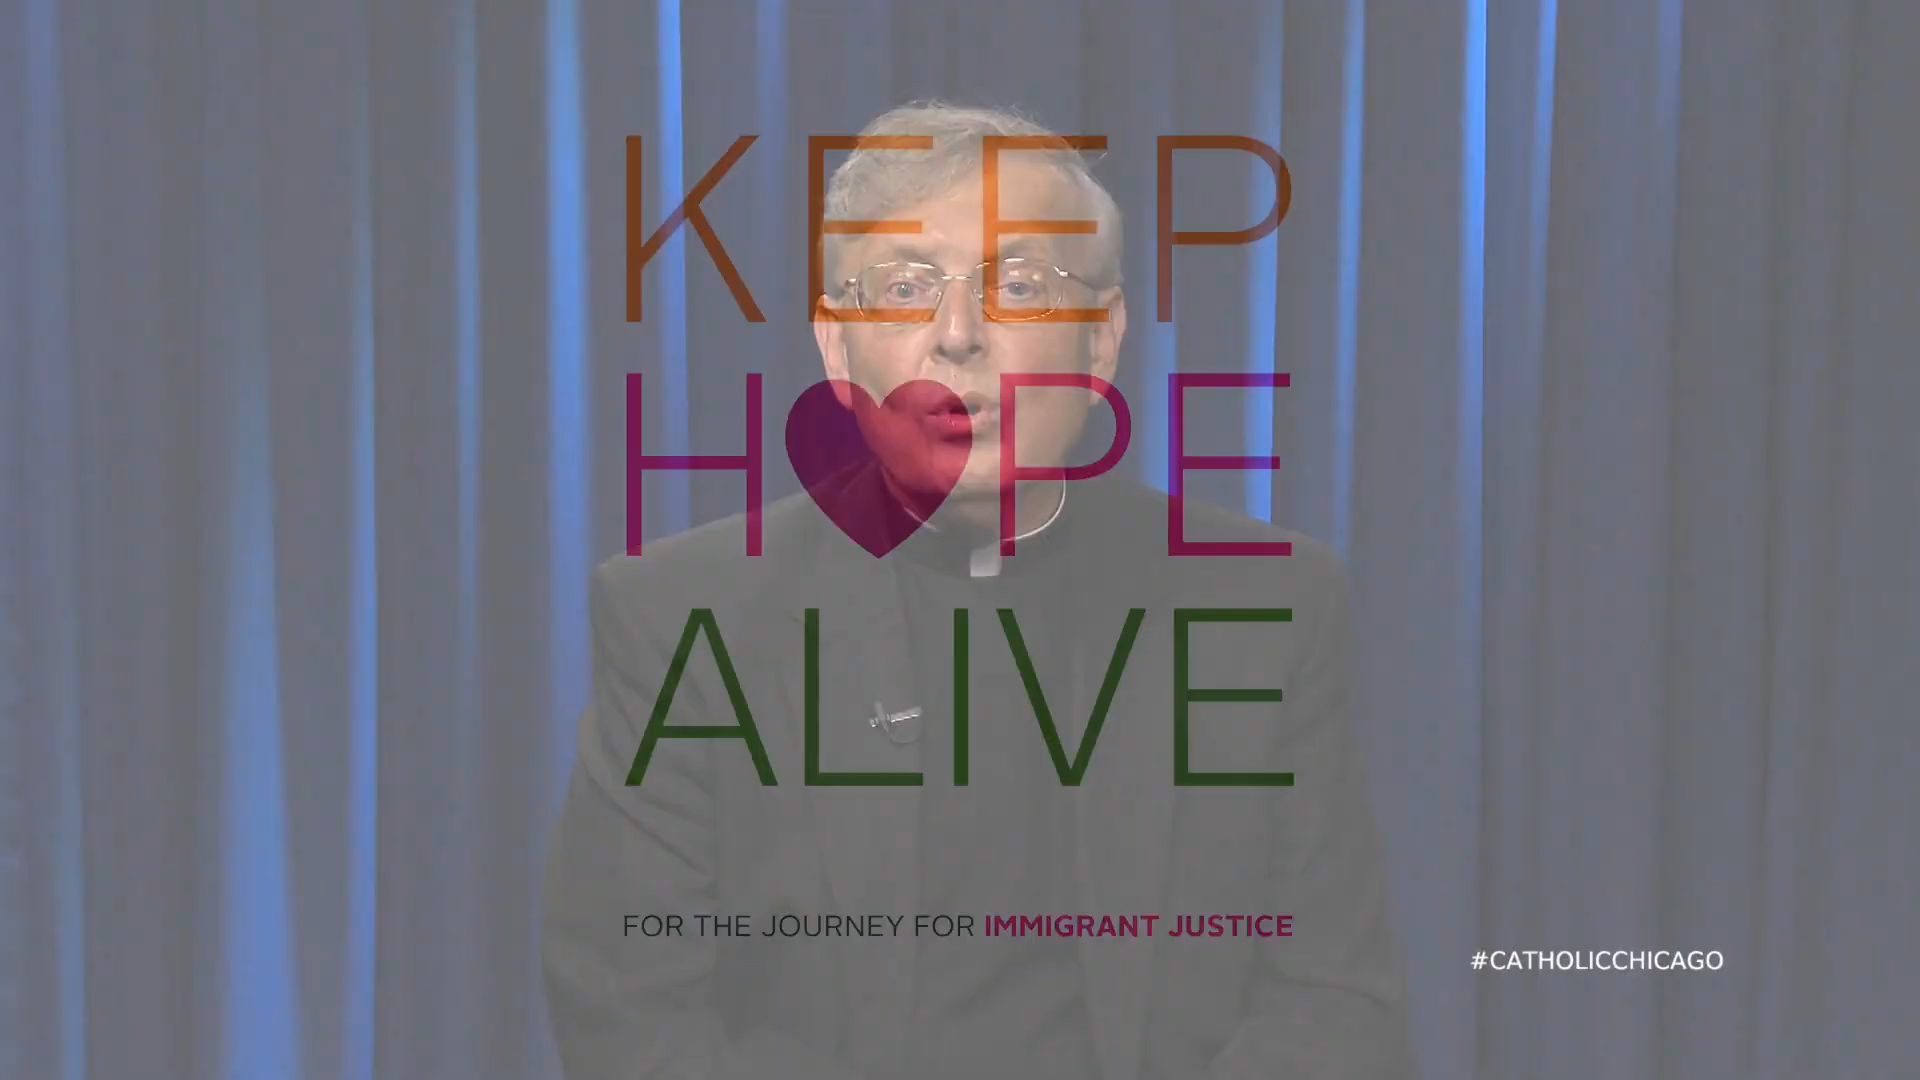 KEEP
HOPE
ALIVE
FOR THE JOURNEY FOR IMMIGRANT JUSTICE
#CATHOLICCHICAGO